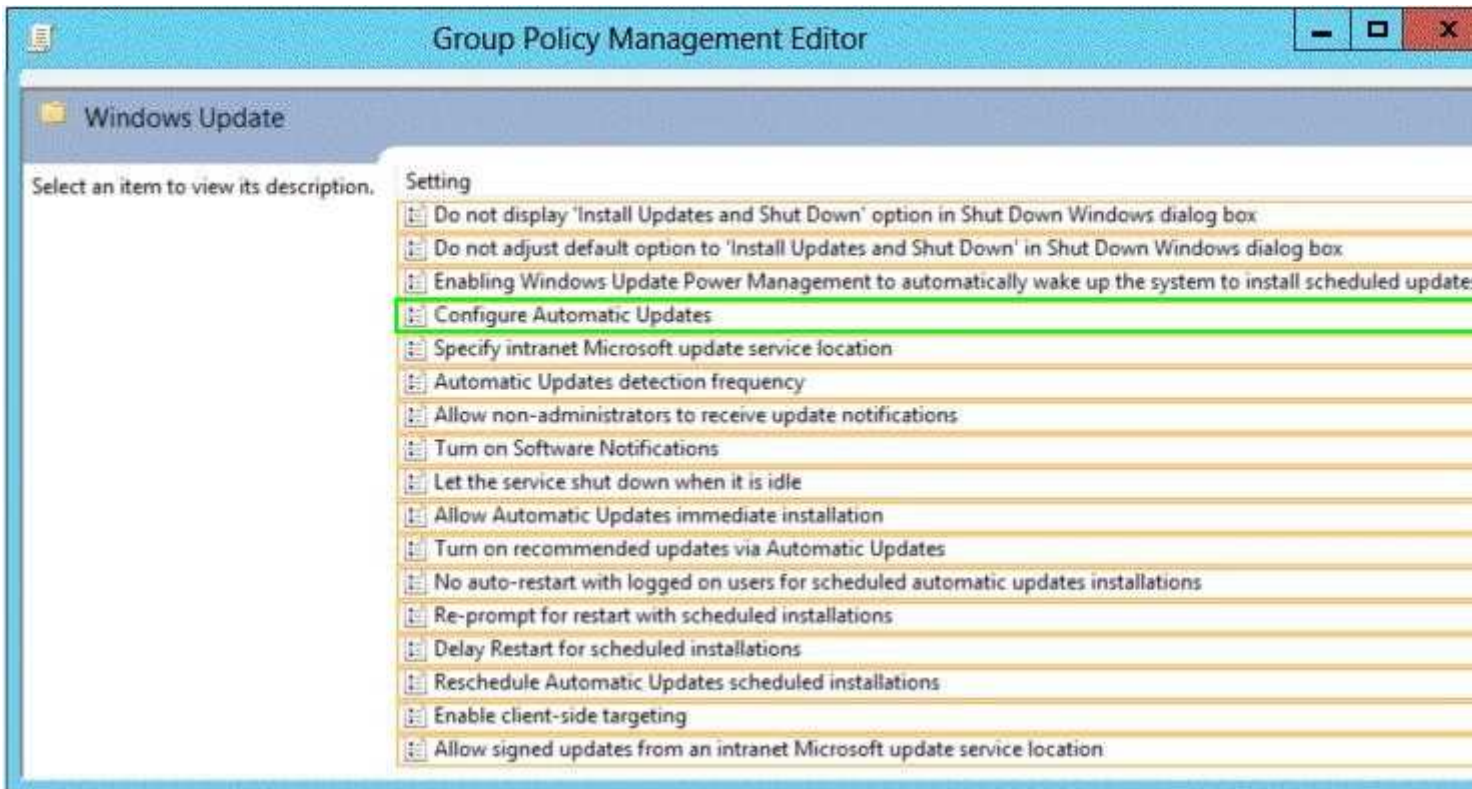 Group Policy Management Editor
Windows Update
Select an item to view its description.
Setting
Do not display 'Install Updates and Shut Down' option in Shut Down Windows dialog box
Do not adjust default option to 'Install Updates and Shut Down' in Shut Down Windows dialog box
Enabling Windows Update Power Management to automatically wake up the system to install scheduled updates
Configure Automatic Updates
Specify intranet Microsoft update service location
Automatic Updates detection frequency
Allow non-administrators to receive update notifications
Turn on Software Notifications
Let the service shut down when it is idle
Allow Automatic Updates immediate installation
Turn on recommended updates via Automatic Updates
No auto-restart with logged on users for scheduled automatic updates installations
Re-prompt for restart with scheduled installations
Delay Restart for scheduled installations
Reschedule Automatic Updates scheduled installations
Enable client-side targeting
Allow signed updates from an intranet Microsoft update service location